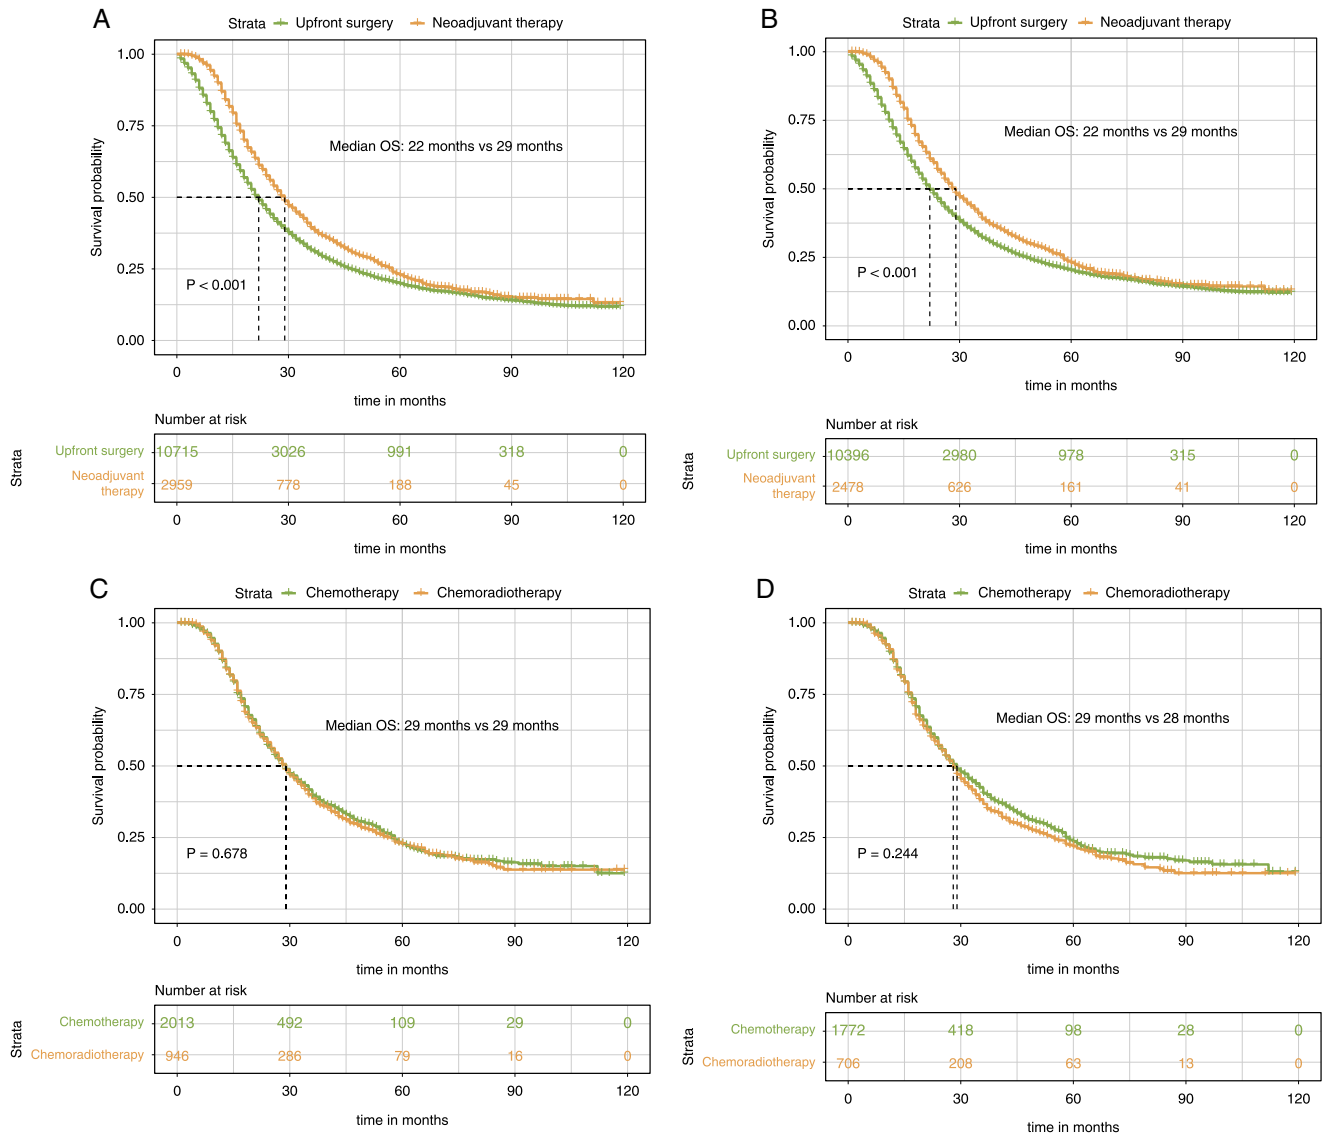 A
Strata Upfront surgery Neoadjuvant therapy
Survival probability
1.00
0.75
0.50
0.25
0.00
Median OS: 22 months vs 29 months
P < 0.001
0 30 60 90 120
time in months
Number at risk
Strata
Upfront surgery 10715 3026 991 318 0
Neoadjuvant
therapy 2959 778 188 45 0
0 30 60 90 120
time in months
B
Strata Upfront surgery Neoadjuvant therapy
Survival probability
1.00
0.75
0.50
0.25
0.00
Median OS: 22 months vs 29 months
P < 0.001
0 30 60 90 120
time in months
Number at risk
Strata
Upfront surgery 10396 2980 978 315 0
Neoadjuvant
therapy 2478 626 161 41 0
0 30 60 90 120
time in months
C
Strata Chemotherapy Chemoradiotherapy
Survival probability
1.00
0.75
0.50
0.25
0.00
Median OS: 29 months vs 29 months
P = 0.678
0 30 60 90 120
time in months
Number at risk
Strata
Chemotherapy 2013 492 109 29 0
Chemoradiotherapy 946 286 79 16 0
0 30 60 90 120
time in months
D
Strata Chemotherapy Chemoradiotherapy
Survival probability
1.00
0.75
0.50
0.25
0.00
Median OS: 29 months vs 28 months
P = 0.244
0 30 60 90 120
time in months
Number at risk
Strata
Chemotherapy 1772 418 98 28 0
Chemoradiotherapy 706 208 63 13 0
0 30 60 90 120
time in months